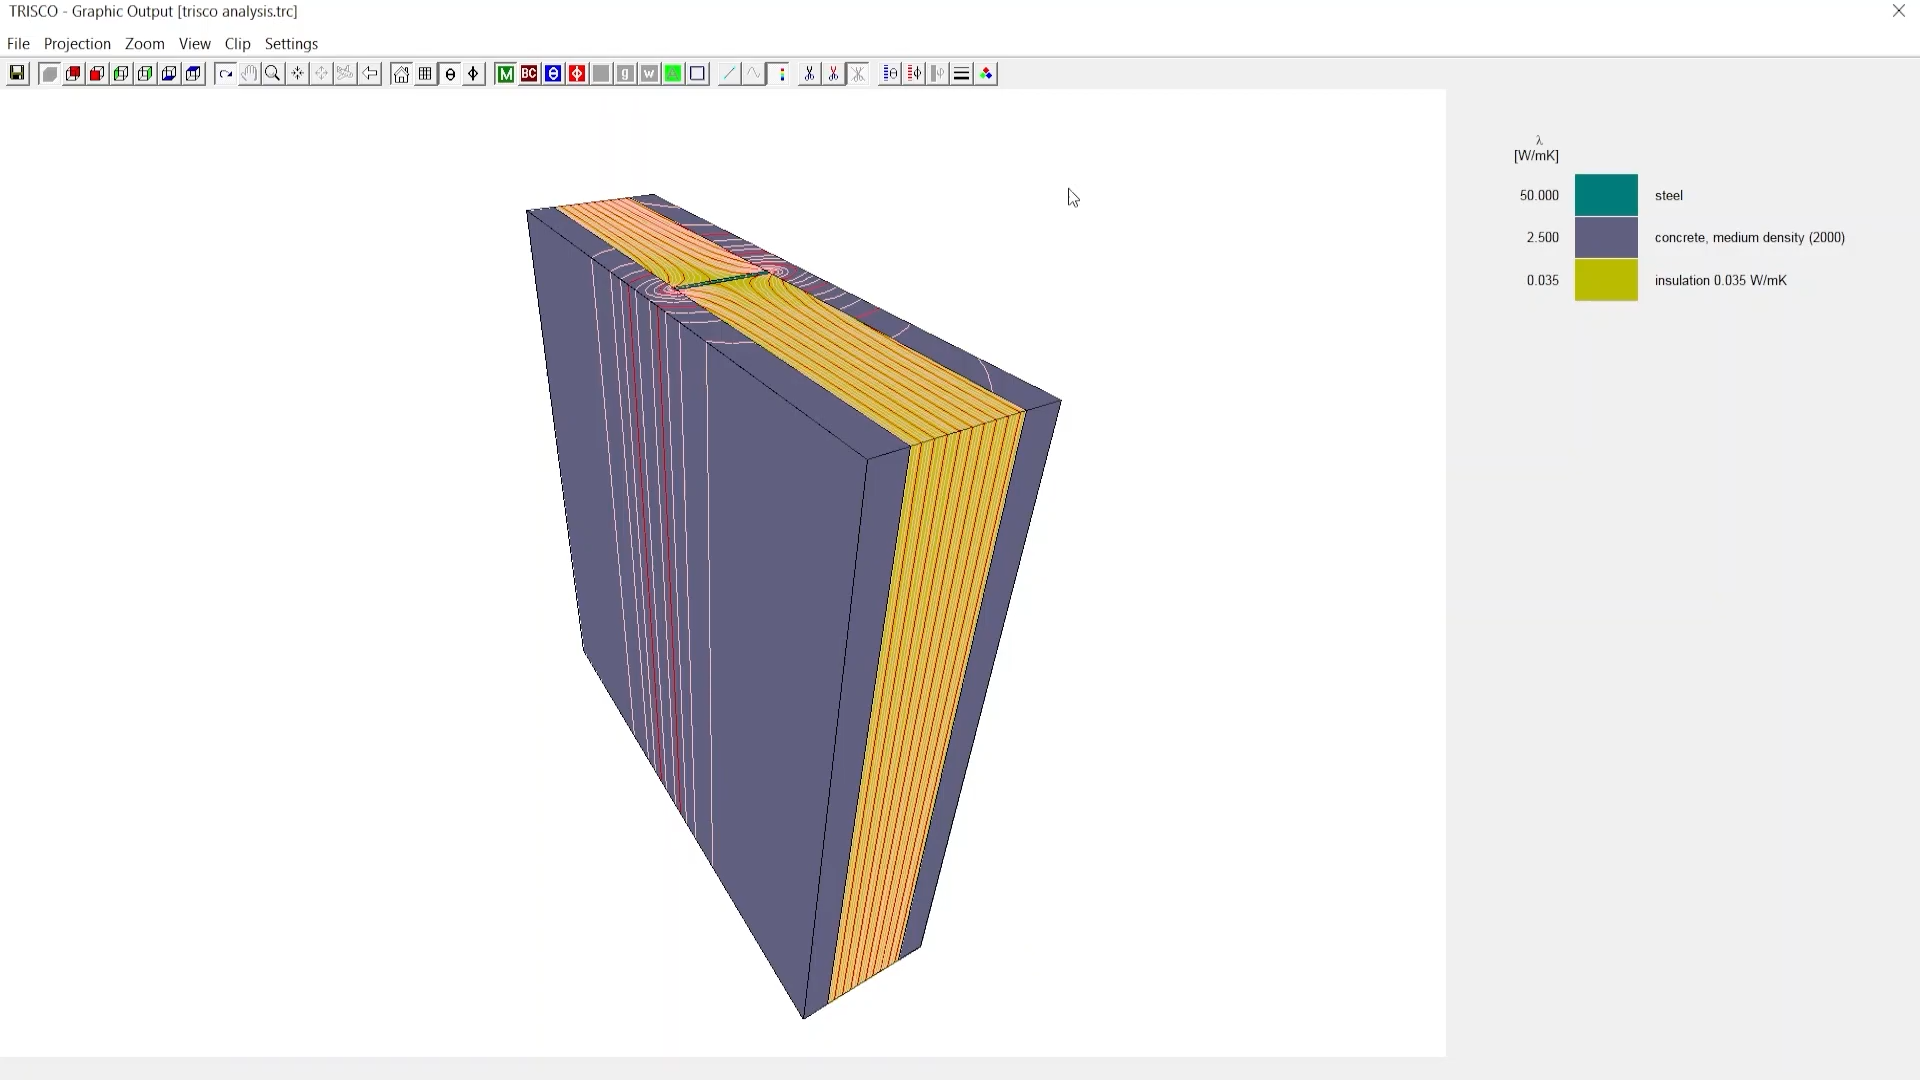 TRISCO - Graphic Output [trisco analysis.trc]
File Projection Zoom View Clip Settings
M BC θ Φ g w
λ
[W/mK]
50.000 steel
2.500 concrete, medium density (2000)
0.035 insulation 0.035 W/mK